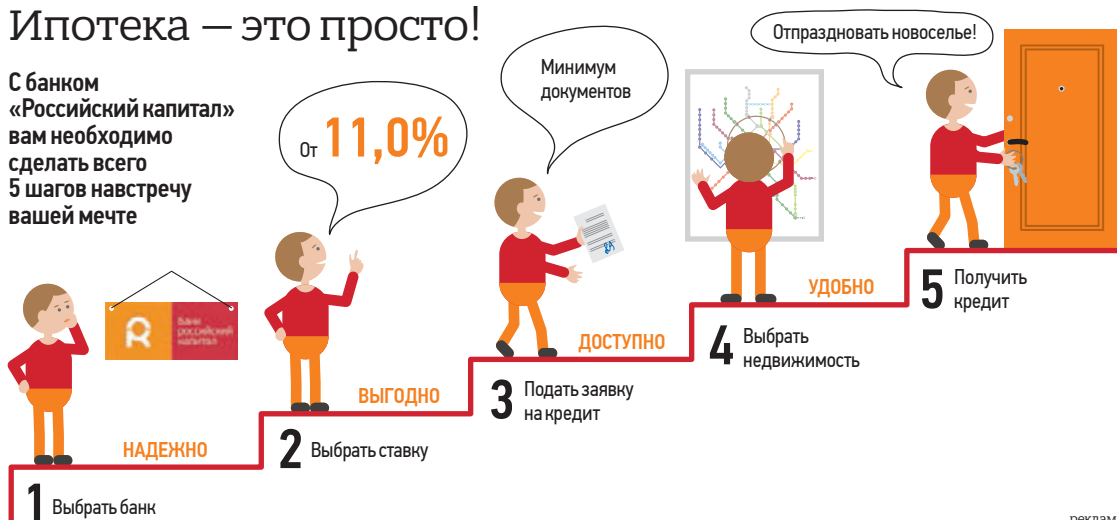 Ипотека — это просто!
С банком
«Российский капитал»
вам необходимо
сделать всего
5 шагов навстречу
вашей мечте
От 11,0%
Минимум
документов
Отпраздновать новоселье!
Банк
российский
капитал
НАДЕЖНО
ВЫГОДНО
ДОСТУПНО
УДОБНО
1 Выбрать банк
2 Выбрать ставку
3 Подать заявку
на кредит
4 Выбрать
недвижимость
5 Получить
кредит